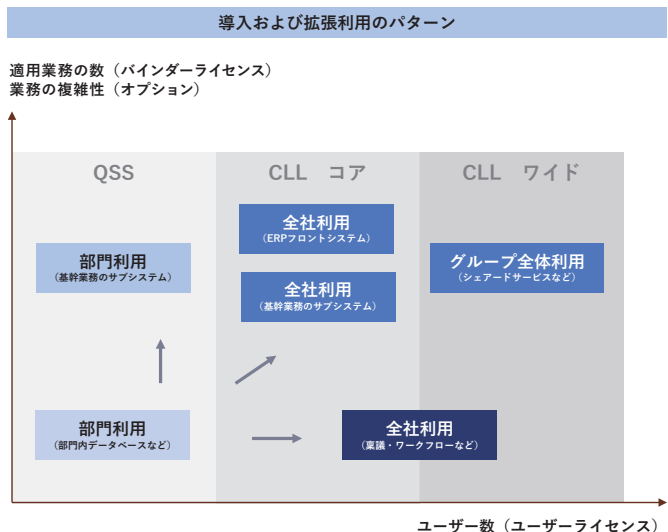 導入および拡張利用のパターン
適用業務の数（バインダーライセンス）
業務の複雑性（オプション）
QSS
CLL　コア
CLL　ワイド
全社利用
（ERPフロントシステム）
部門利用
（基幹業務のサブシステム）
グループ全体利用
（シェアードサービスなど）
全社利用
（基幹業務のサブシステム）
部門利用
（部門内データベースなど）
全社利用
（稟議・ワークフローなど）
ユーザー数（ユーザーライセンス）